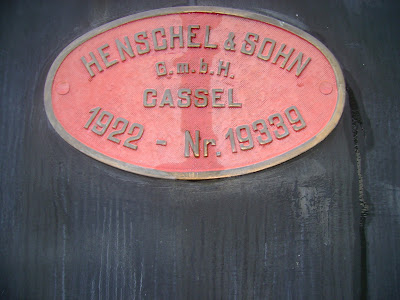 HENSCHEL & SOHN
G.m.b.H.
CASSEL
1922 - Nr. 19339